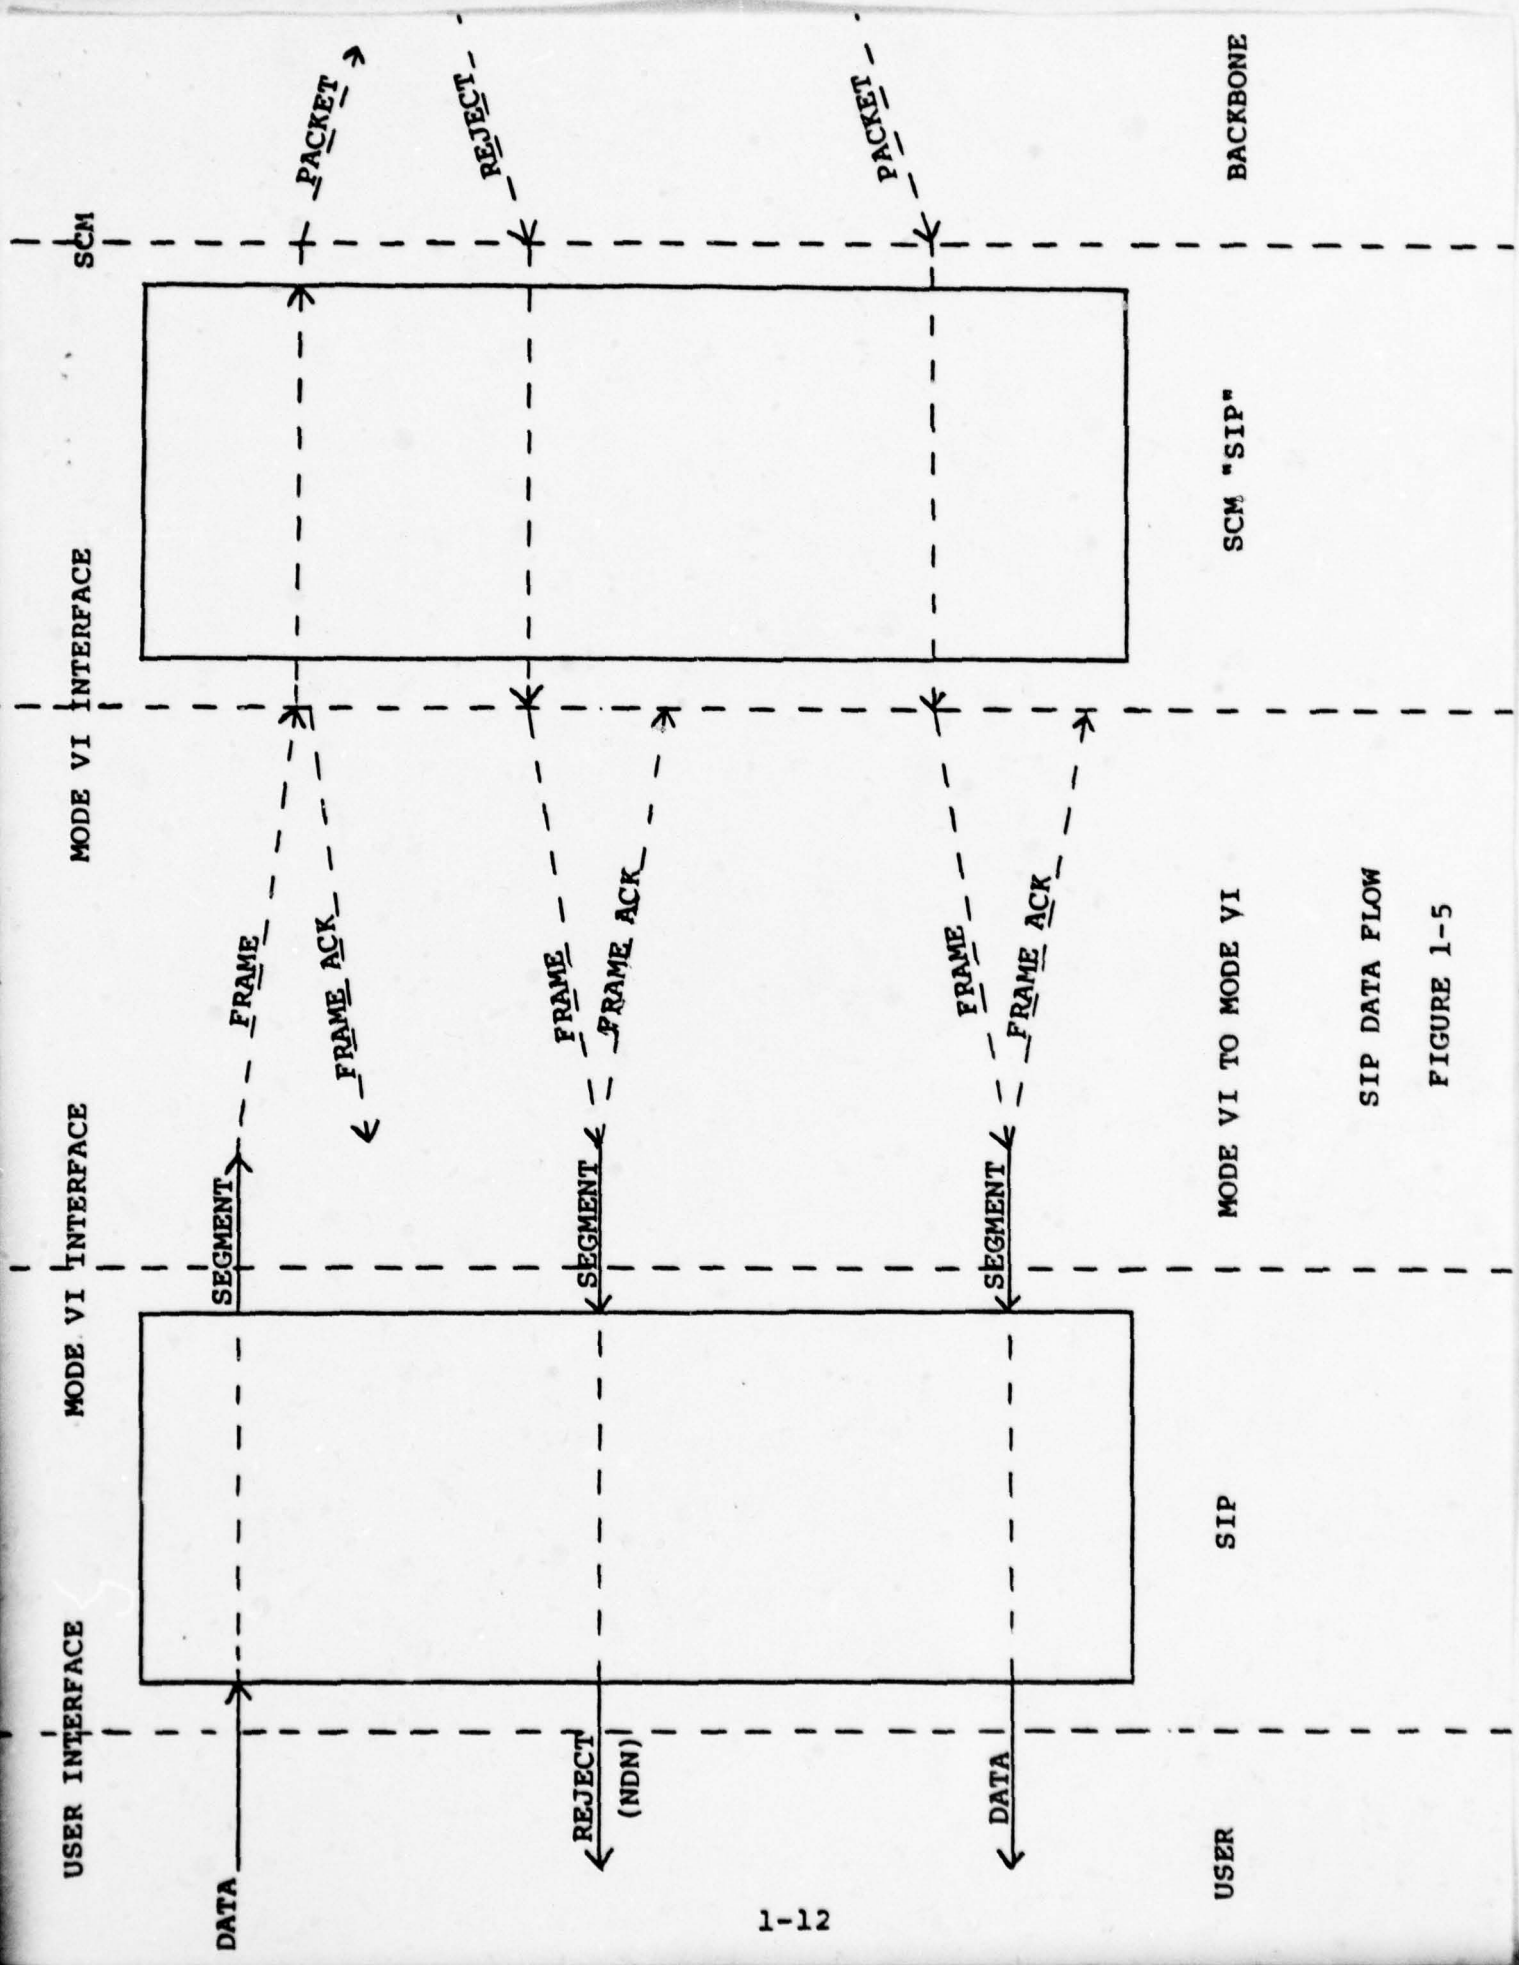 USER INTERFACE
MODE VI INTERFACE
MODE VI INTERFACE
SCM
DATA
SEGMENT
FRAME
FRAME ACK
PACKET
REJECT
(NDN)
SEGMENT
FRAME
FRAME ACK
REJECT
DATA
SEGMENT
FRAME
FRAME ACK
PACKET
USER
SIP
MODE VI TO MODE VI
SCM "SIP"
BACKBONE
SIP DATA FLOW
FIGURE 1-5
1-12